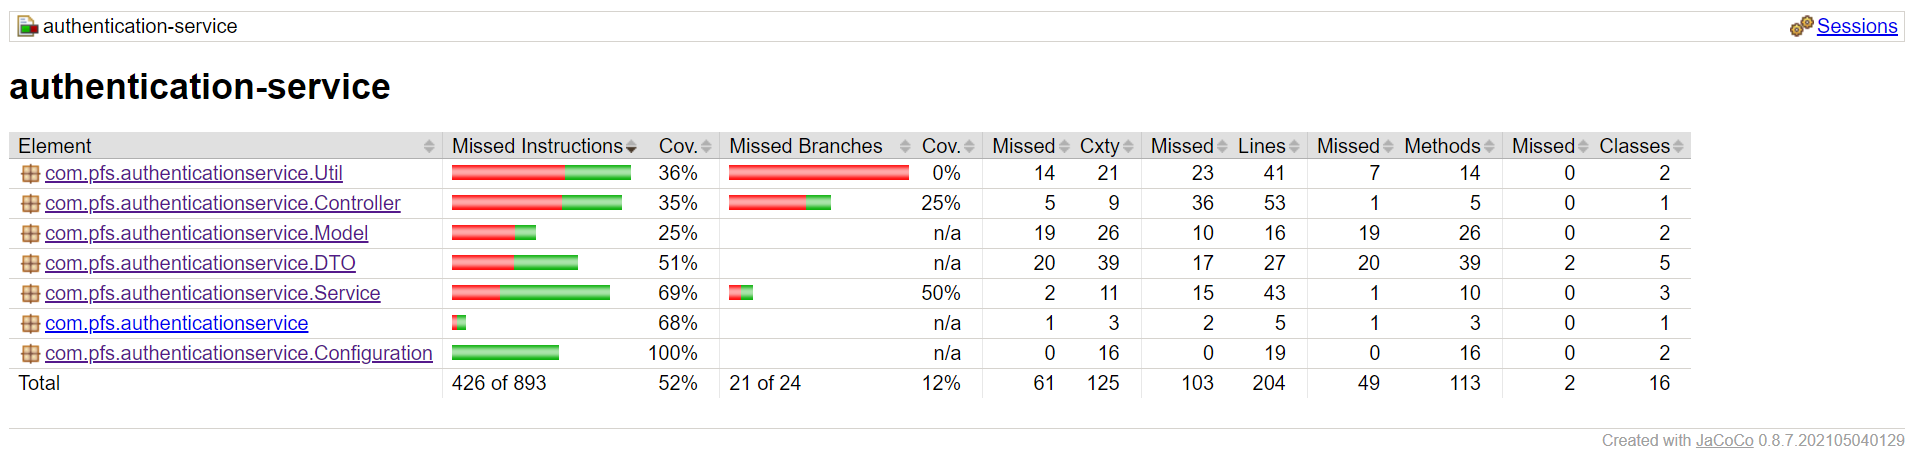 authentication-service Sessions
authentication-service
Element Missed Instructions Cov. Missed Branches Cov. Missed Cxty Missed Lines Missed Methods Missed Classes
com.pfs.authenticationservice.Util 36% 0% 14 21 23 41 7 14 0 2
com.pfs.authenticationservice.Controller 35% 25% 5 9 36 53 1 5 0 1
com.pfs.authenticationservice.Model 25% n/a 19 26 10 16 19 26 0 2
com.pfs.authenticationservice.DTO 51% n/a 20 39 17 27 20 39 2 5
com.pfs.authenticationservice.Service 69% 50% 2 11 15 43 1 10 0 3
com.pfs.authenticationservice 68% n/a 1 3 2 5 1 3 0 1
com.pfs.authenticationservice.Configuration 100% n/a 0 16 0 19 0 16 0 2
Total 426 of 893 52% 21 of 24 12% 61 125 103 204 49 113 2 16
Created with JaCoCo 0.8.7.202105040129